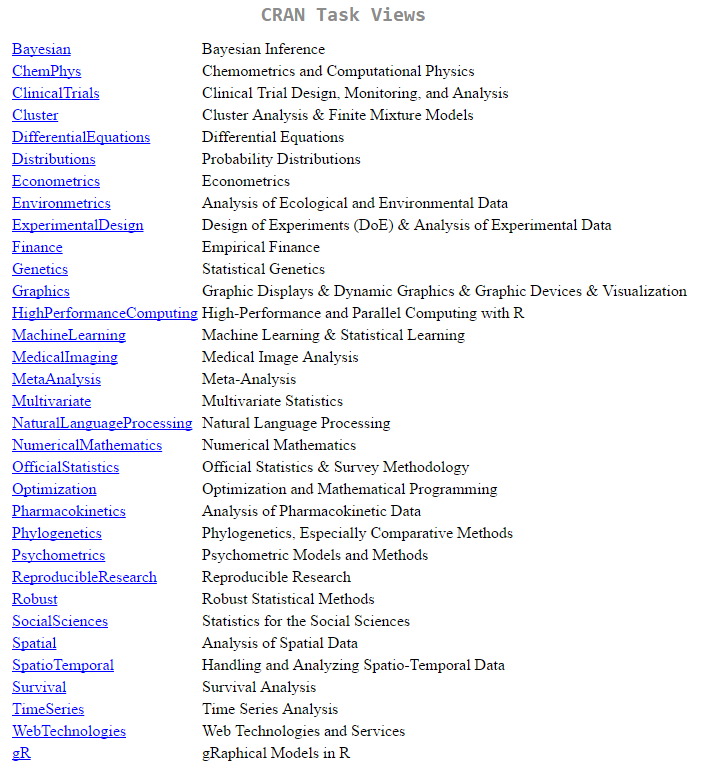 CRAN Task Views
Bayesian Bayesian Inference
ChemPhys Chemometrics and Computational Physics
ClinicalTrials Clinical Trial Design, Monitoring, and Analysis
Cluster Cluster Analysis & Finite Mixture Models
DifferentialEquations Differential Equations
Distributions Probability Distributions
Econometrics Econometrics
Environmetrics Analysis of Ecological and Environmental Data
ExperimentalDesign Design of Experiments (DoE) & Analysis of Experimental Data
Finance Empirical Finance
Genetics Statistical Genetics
Graphics Graphic Displays & Dynamic Graphics & Graphic Devices & Visualization
HighPerformanceComputing High-Performance and Parallel Computing with R
MachineLearning Machine Learning & Statistical Learning
MedicalImaging Medical Image Analysis
MetaAnalysis Meta-Analysis
Multivariate Multivariate Statistics
NaturalLanguageProcessing Natural Language Processing
NumericalMathematics Numerical Mathematics
OfficialStatistics Official Statistics & Survey Methodology
Optimization Optimization and Mathematical Programming
Pharmacokinetics Analysis of Pharmacokinetic Data
Phylogenetics Phylogenetics, Especially Comparative Methods
Psychometrics Psychometric Models and Methods
ReproducibleResearch Reproducible Research
Robust Robust Statistical Methods
SocialSciences Statistics for the Social Sciences
Spatial Analysis of Spatial Data
SpatioTemporal Handling and Analyzing Spatio-Temporal Data
Survival Survival Analysis
TimeSeries Time Series Analysis
WebTechnologies Web Technologies and Services
gR gRaphical Models in R